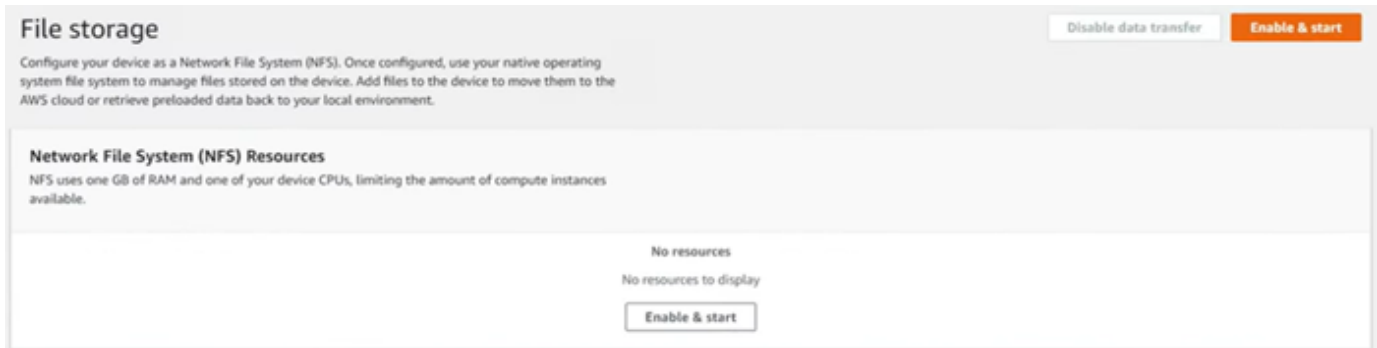 File storage
Disable data transfer
Enable & start
Configure your device as a Network File System (NFS). Once configured, use your native operating
system file system to manage files stored on the device. Add files to the device to move them to the
AWS cloud or retrieve preloaded data back to your local environment.
Network File System (NFS) Resources
NFS uses one GB of RAM and one of your device CPUs, limiting the amount of compute instances
available.
No resources
No resources to display
Enable & start